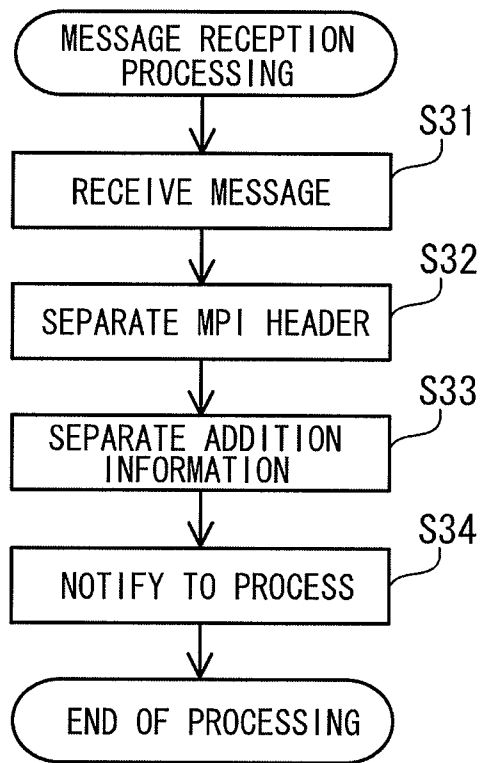 MESSAGE RECEPTION
PROCESSING
S31
RECEIVE MESSAGE
S32
SEPARATE MPI HEADER
S33
SEPARATE ADDITION
INFORMATION
S34
NOTIFY TO PROCESS
END OF PROCESSING